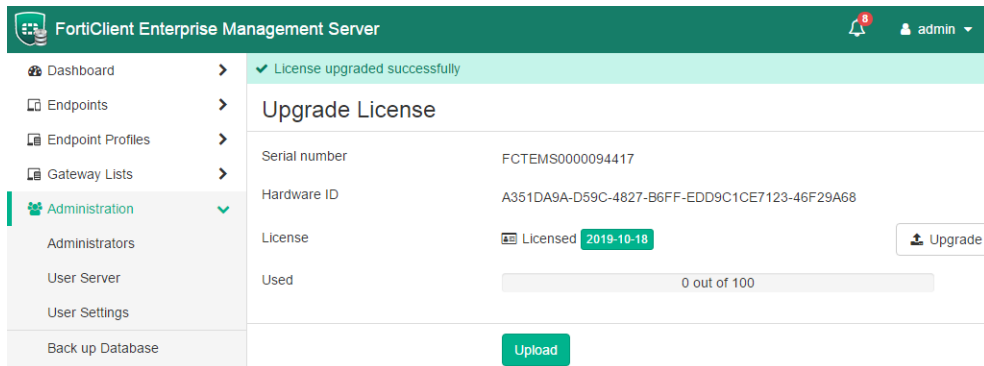 FortiClient Enterprise Management Server
8
admin
Dashboard
Endpoints
Endpoint Profiles
Gateway Lists
Administration
Administrators
User Server
User Settings
Back up Database
License upgraded successfully
Upgrade License
Serial number FCTEMS0000094417
Hardware ID A351DA9A-D59C-4827-B6FF-EDD9C1CE7123-46F29A68
License Licensed 2019-10-18 Upgrade
Used 0 out of 100
Upload